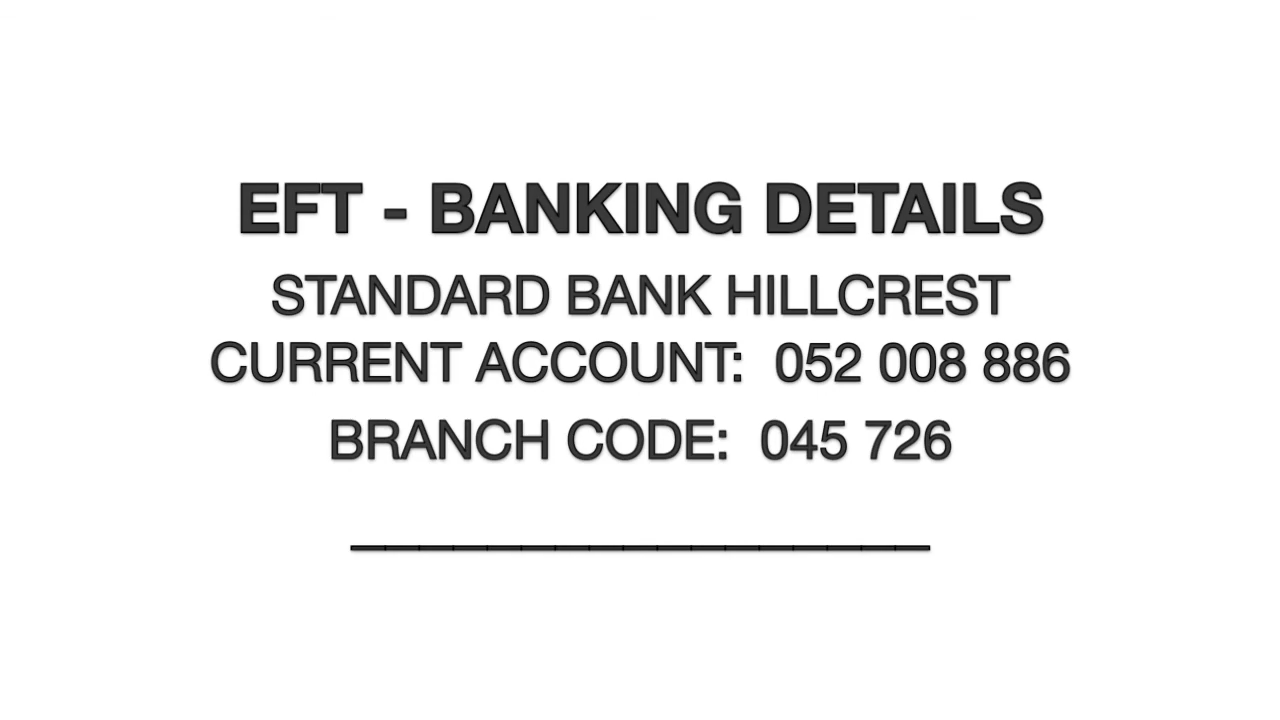 EFT - BANKING DETAILS
STANDARD BANK HILLCREST
CURRENT ACCOUNT: 052 008 886
BRANCH CODE: 045 726